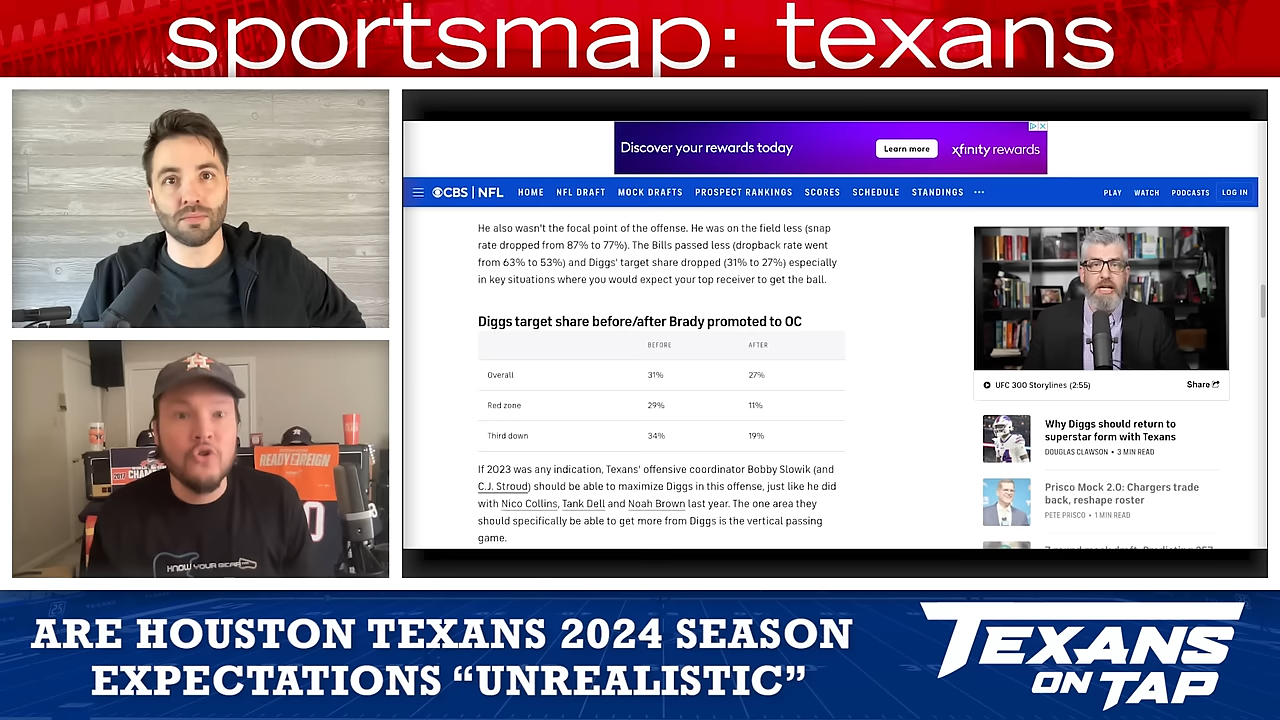 sportsmap: texans
Discover your rewards today
Learn more
xfinity rewards
CBS | NFL
HOME
NFL DRAFT
MOCK DRAFTS
PROSPECT RANKINGS
SCORES
SCHEDULE
STANDINGS
PLAY
WATCH
PODCASTS
LOG IN
He also wasn't the focal point of the offense. He was on the field less (snap
rate dropped from 87% to 77%). The Bills passed less (dropback rate went
from 63% to 53%) and Diggs' target share dropped (31% to 27%) especially
in key situations where you would expect your top receiver to get the ball.
Diggs target share before/after Brady promoted to OC
BEFORE AFTER
Overall 31% 27%
Red zone 29% 11%
Third down 34% 19%
If 2023 was any indication, Texans' offensive coordinator Bobby Slowik (and
C.J. Stroud) should be able to maximize Diggs in this offense, just like he did
with Nico Collins, Tank Dell and Noah Brown last year. The one area they
should specifically be able to get more from Diggs is the vertical passing
game.
UFC 300 Storylines (2:55)
Share
Why Diggs should return to
superstar form with Texans
DOUGLAS CLAWSON • 3 MIN READ
Prisco Mock 2.0: Chargers trade
back, reshape roster
PETE PRISCO • 1 MIN READ
H
2017
READY 2 REIGN
KNOW YOUR GEAR
ARE HOUSTON TEXANS 2024 SEASON
EXPECTATIONS “UNREALISTIC”
TEXANS
ON TAP